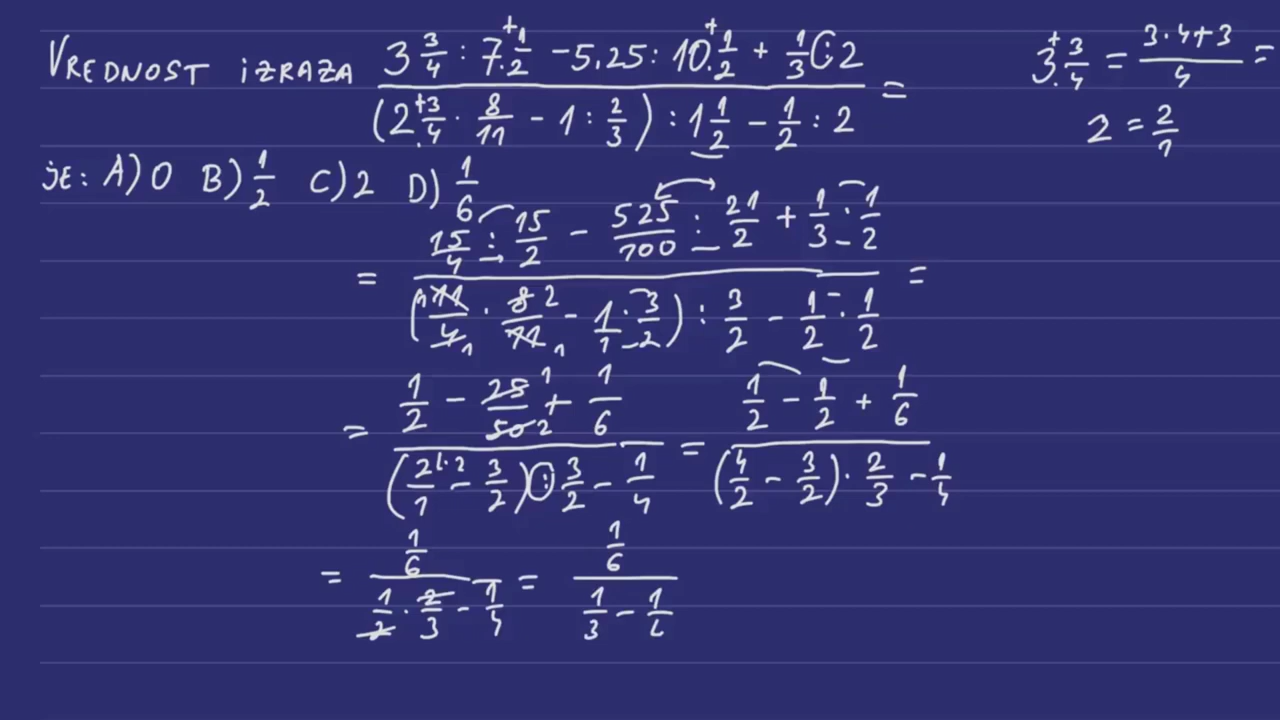 VREDNOST IZRAZA (3 3/4 : 7 1/2 - 5,25 : 10 1/2 + 1/3 : 2) / ((2 3/4 · 8/11 - 1 : 2/3) : 1 1/2 - 1/2 : 2) =
JE: A) 0 B) 1/2 C) 2 D) 1/6
3 3/4 = (3·4+3)/4 =
2 = 2/1
= (15/4 : 15/2 - 525/100 : 21/2 + 1/3 · 1/2) / ((11/4 · 8/11 - 1/1 · 3/2) : 3/2 - 1/2 · 1/2) =
= (1/2 - 25/50 + 1/6) / ((2/1 - 3/2) : 3/2 - 1/4) = (1/2 - 1/2 + 1/6) / ((4/2 - 3/2) · 2/3 - 1/4)
= (1/6) / (1/2 · 2/3 - 1/4) = (1/6) / (1/3 - 1/